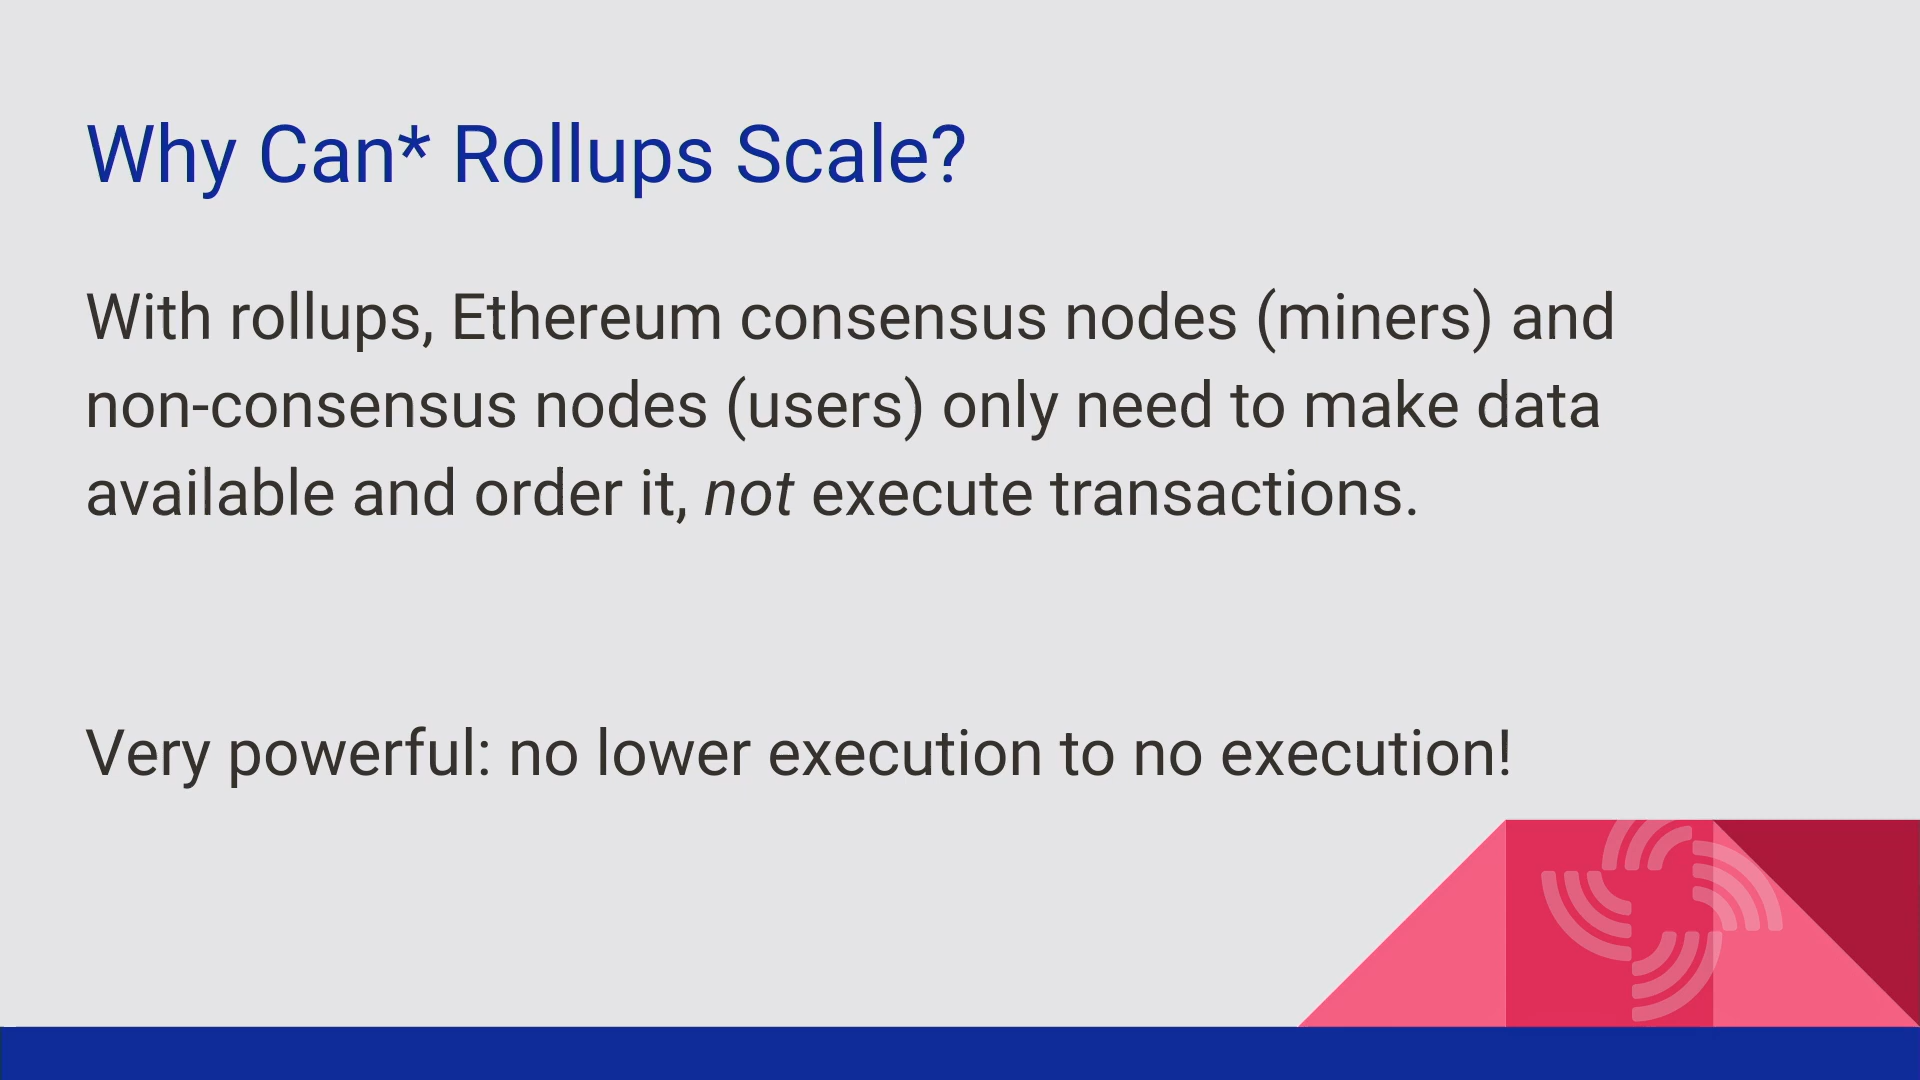 Why Can* Rollups Scale?
With rollups, Ethereum consensus nodes (miners) and
non-consensus nodes (users) only need to make data
available and order it, not execute transactions.
Very powerful: no lower execution to no execution!